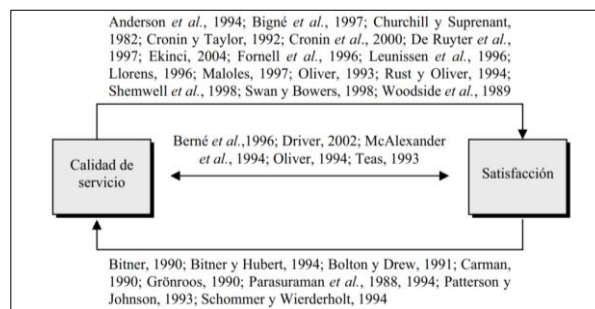 Anderson et al., 1994; Bigné et al., 1997; Churchill y Suprenant,
1982; Cronin y Taylor, 1992; Cronin et al., 2000; De Ruyter et al.,
1997; Ekinci, 2004; Fornell et al., 1996; Leunissen et al., 1996;
Llorens, 1996; Maloles, 1997; Oliver, 1993; Rust y Oliver, 1994;
Shemwell et al., 1998; Swan y Bowers, 1998; Woodside et al., 1989
Calidad de
servicio
Berné et al.,1996; Driver, 2002; McAlexander
et al., 1994; Oliver, 1994; Teas, 1993
Satisfacción
Bitner, 1990; Bitner y Hubert, 1994; Bolton y Drew, 1991; Carman,
1990; Grönroos, 1990; Parasuraman et al., 1988, 1994; Patterson y
Johnson, 1993; Schommer y Wierderholt, 1994